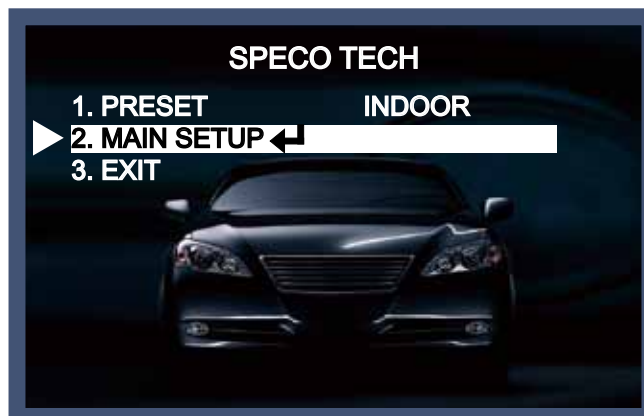 SPECO TECH
1. PRESET INDOOR
2. MAIN SETUP ↵
3. EXIT